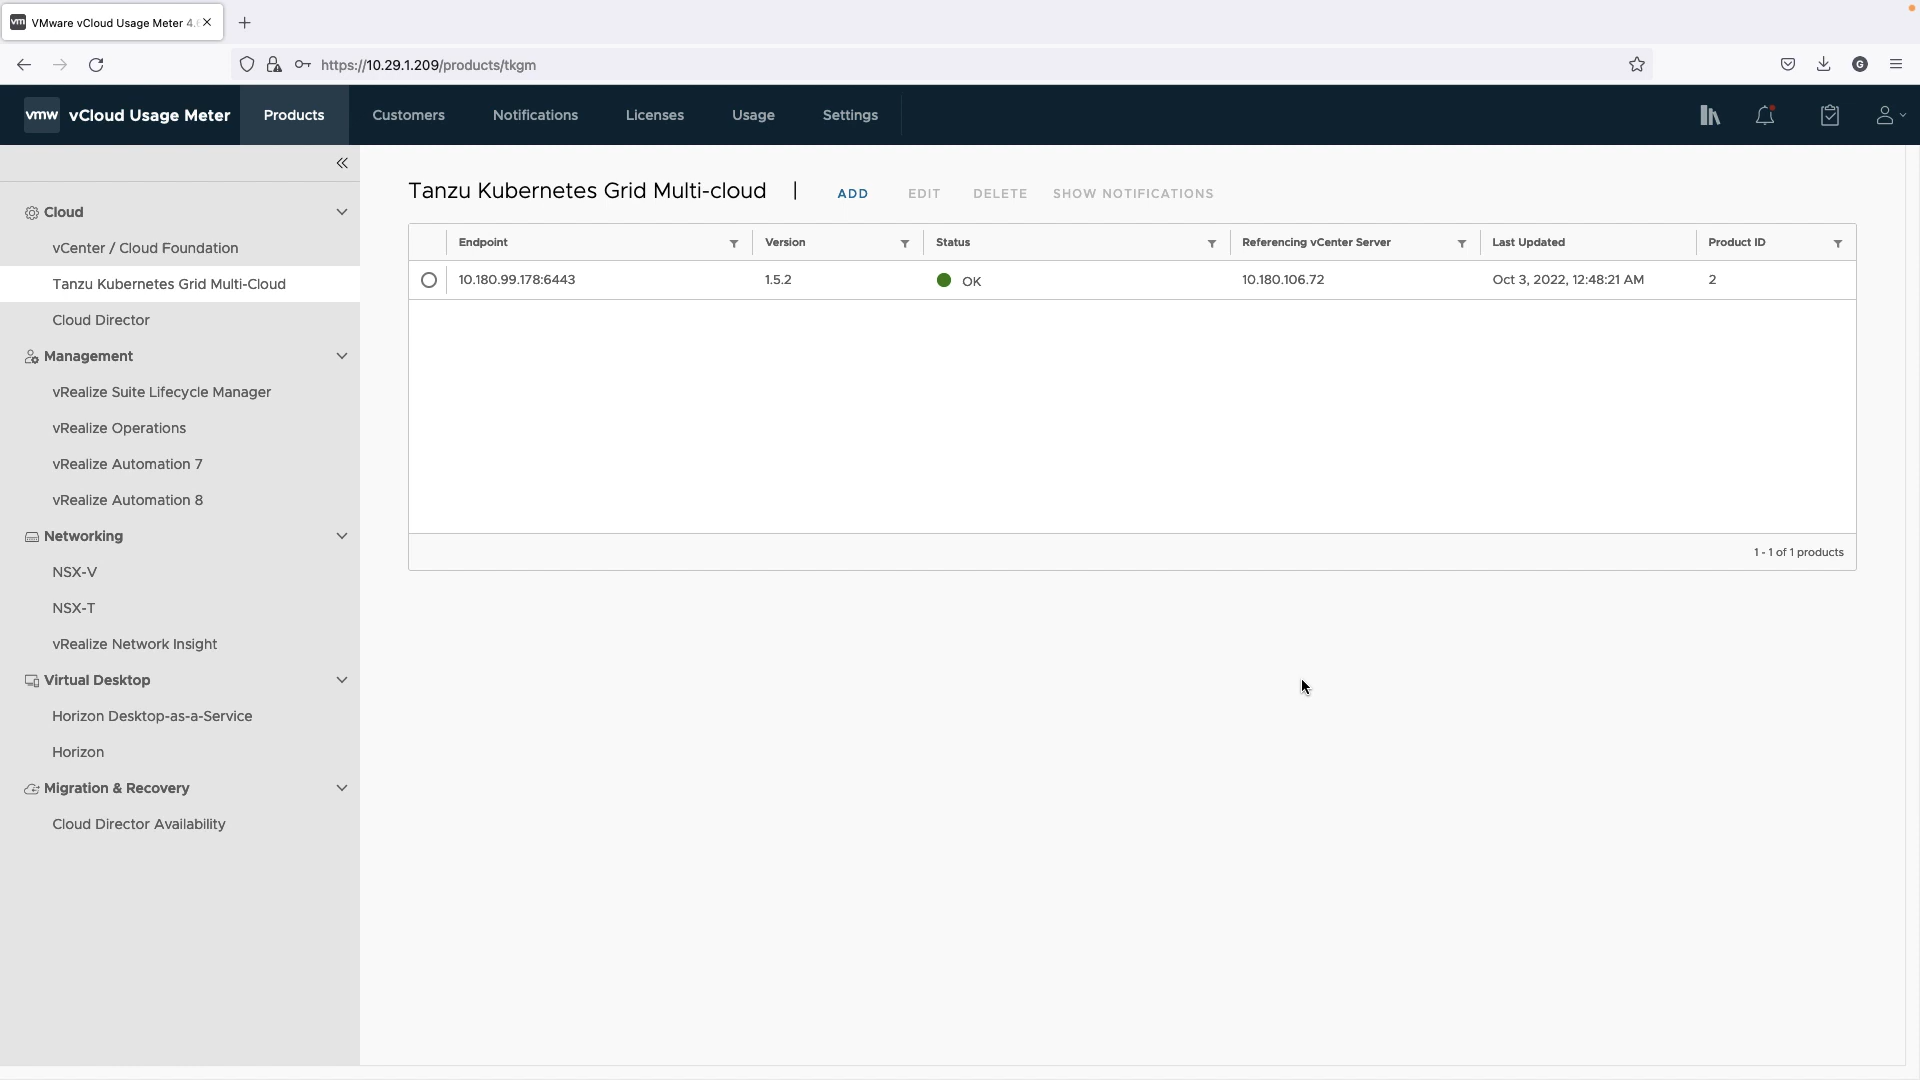 VMware vCloud Usage Meter 4.
https://10.29.1.209/products/tkgm
G
vmw vCloud Usage Meter Products Customers Notifications Licenses Usage Settings
Cloud
vCenter / Cloud Foundation
Tanzu Kubernetes Grid Multi-Cloud
Cloud Director
Management
vRealize Suite Lifecycle Manager
vRealize Operations
vRealize Automation 7
vRealize Automation 8
Networking
NSX-V
NSX-T
vRealize Network Insight
Virtual Desktop
Horizon Desktop-as-a-Service
Horizon
Migration & Recovery
Cloud Director Availability
Tanzu Kubernetes Grid Multi-cloud | ADD EDIT DELETE SHOW NOTIFICATIONS
Endpoint Version Status Referencing vCenter Server Last Updated Product ID
10.180.99.178:6443 1.5.2 OK 10.180.106.72 Oct 3, 2022, 12:48:21 AM 2
1 - 1 of 1 products